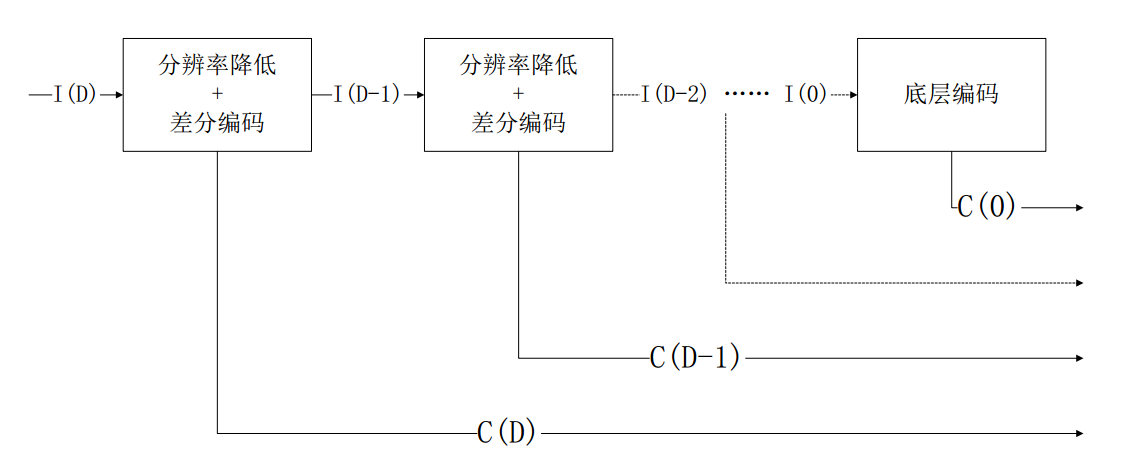 分辨率降低
+
差分编码
分辨率降低
+
差分编码
底层编码
I(D)
I(D-1)
I(D-2) …… I(0)
C(0)
C(D-1)
C(D)